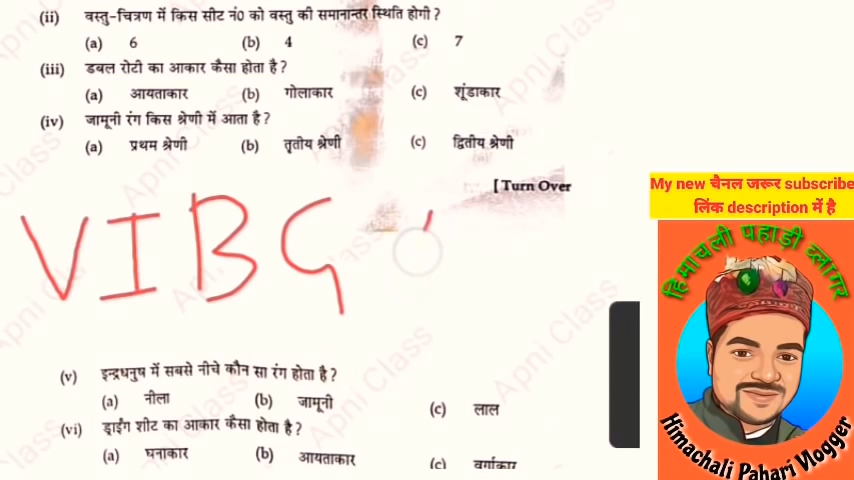 (ii) वस्तु-चित्रण में किस सीट नं0 को वस्तु की समानान्तर स्थिति होगी ?
(a) 6 (b) 4 (c) 7
(iii) डबल रोटी का आकार कैसा होता है ?
(a) आयताकार (b) गोलाकार (c) शूंडाकार
(iv) जामूनी रंग किस श्रेणी में आता है ?
(a) प्रथम श्रेणी (b) तृतीय श्रेणी (c) द्वितीय श्रेणी
[ Turn Over
VIBG
(v) इन्द्रधनुष में सबसे नीचे कौन सा रंग होता है ?
(a) नीला (b) जामूनी (c) लाल
(vi) ड्राईंग शीट का आकार कैसा होता है ?
(a) घनाकार (b) आयताकार (c) वर्गाकार
My new चैनल जरूर subscribe
लिंक description में है
हिमाचली पहाड़ी ब्लागर
Himachali Pahari Vlogger
Apni Class